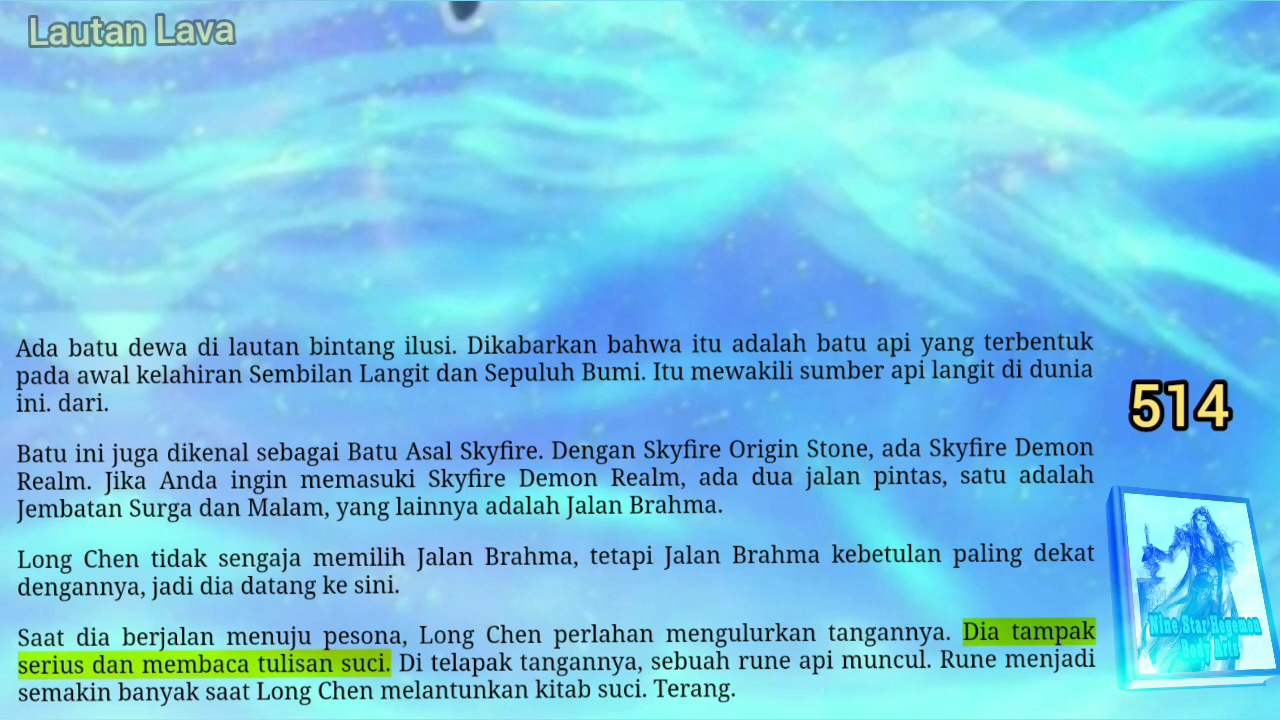 Lautan Lava
Ada batu dewa di lautan bintang ilusi. Dikabarkan bahwa itu adalah batu api yang terbentuk
pada awal kelahiran Sembilan Langit dan Sepuluh Bumi. Itu mewakili sumber api langit di dunia
ini. dari.
Batu ini juga dikenal sebagai Batu Asal Skyfire. Dengan Skyfire Origin Stone, ada Skyfire Demon
Realm. Jika Anda ingin memasuki Skyfire Demon Realm, ada dua jalan pintas, satu adalah
Jembatan Surga dan Malam, yang lainnya adalah Jalan Brahma.
Long Chen tidak sengaja memilih Jalan Brahma, tetapi Jalan Brahma kebetulan paling dekat
dengannya, jadi dia datang ke sini.
Saat dia berjalan menuju pesona, Long Chen perlahan mengulurkan tangannya. Dia tampak
serius dan membaca tulisan suci. Di telapak tangannya, sebuah rune api muncul. Rune menjadi
semakin banyak saat Long Chen melantunkan kitab suci. Terang.
514
Nine Star Hegemon
Body Arts